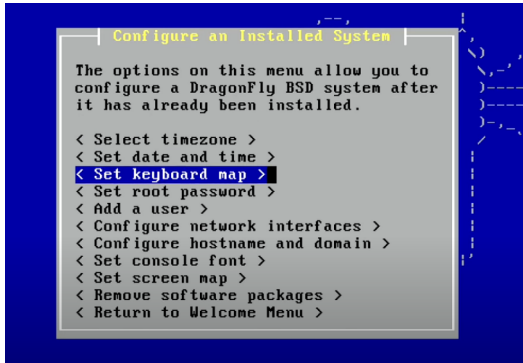 Configure an Installed System
The options on this menu allow you to
configure a DragonFly BSD system after
it has already been installed.
< Select timezone >
< Set date and time >
< Set keyboard map >
< Set root password >
< Add a user >
< Configure network interfaces >
< Configure hostname and domain >
< Set console font >
< Set screen map >
< Remove software packages >
< Return to Welcome Menu >